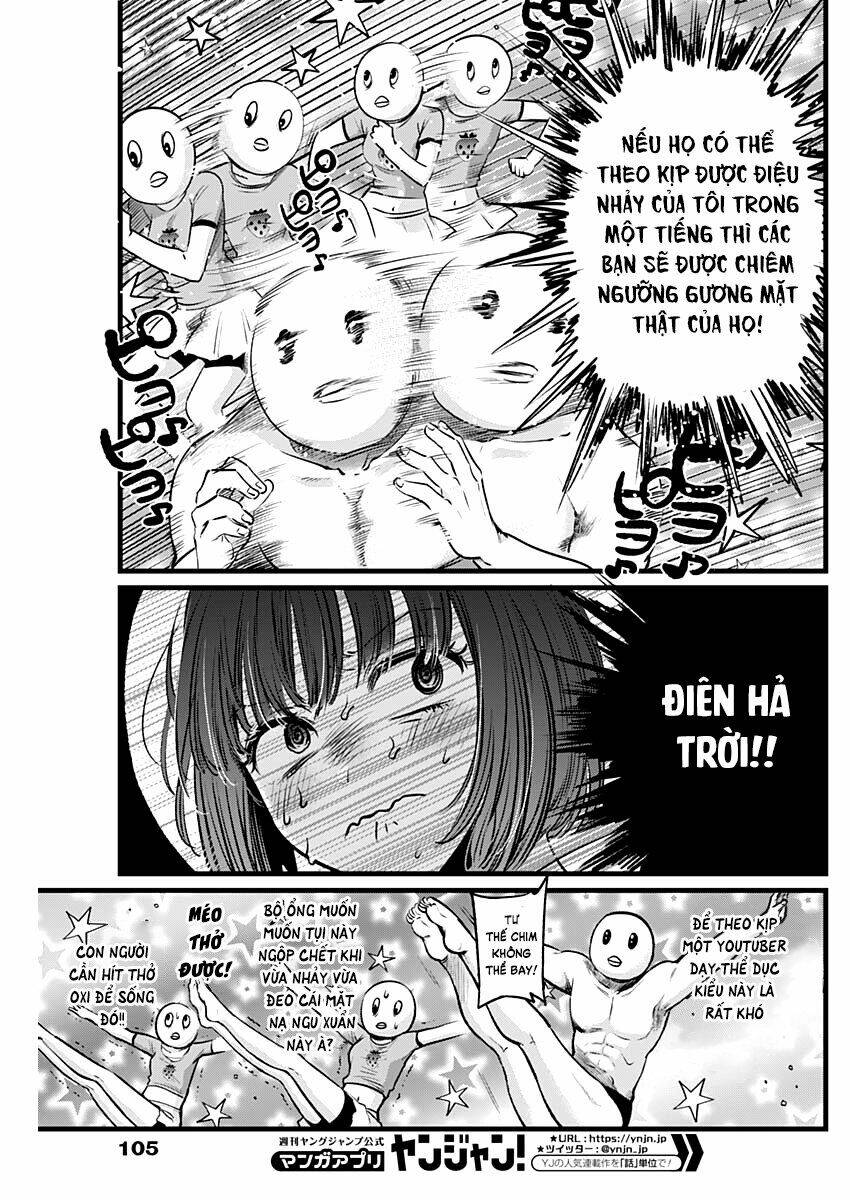 NẾU HỌ CÓ THỂ
THEO KỊP ĐƯỢC ĐIỆU
NHẢY CỦA TÔI TRONG
MỘT TIẾNG THÌ CÁC
BẠN SẼ ĐƯỢC CHIÊM
NGƯỠNG GƯƠNG MẶT
THẬT CỦA HỌ!
ĐIÊN HẢ
TRỜI!!
ĐỂ THEO KỊP
MỘT YOUTUBER
DẠY THỂ DỤC
KIỂU NÀY LÀ
RẤT KHÓ
TƯ
THẾ CHIM
KHÔNG
THỂ BAY!
BỘ ỔNG MUỐN
MUỐN TỤI NÀY
NGỘP CHẾT KHI
VỪA NHẢY VỪA
ĐEO CÁI MẶT
NẠ NGU XUẨN
NÀY À?
MÉO
THỞ
ĐƯỢC!
CON NGƯỜI
CẦN HÍT THỞ
OXI ĐỂ SỐNG
ĐÓ!!
105
週刊ヤングジャンプ公式
マンガアプリ
ヤンジャン!
★URL:https://ynjn.jp/
★ツイッター:@ynjn_jp
YJの人気連載作を「話」単位で!